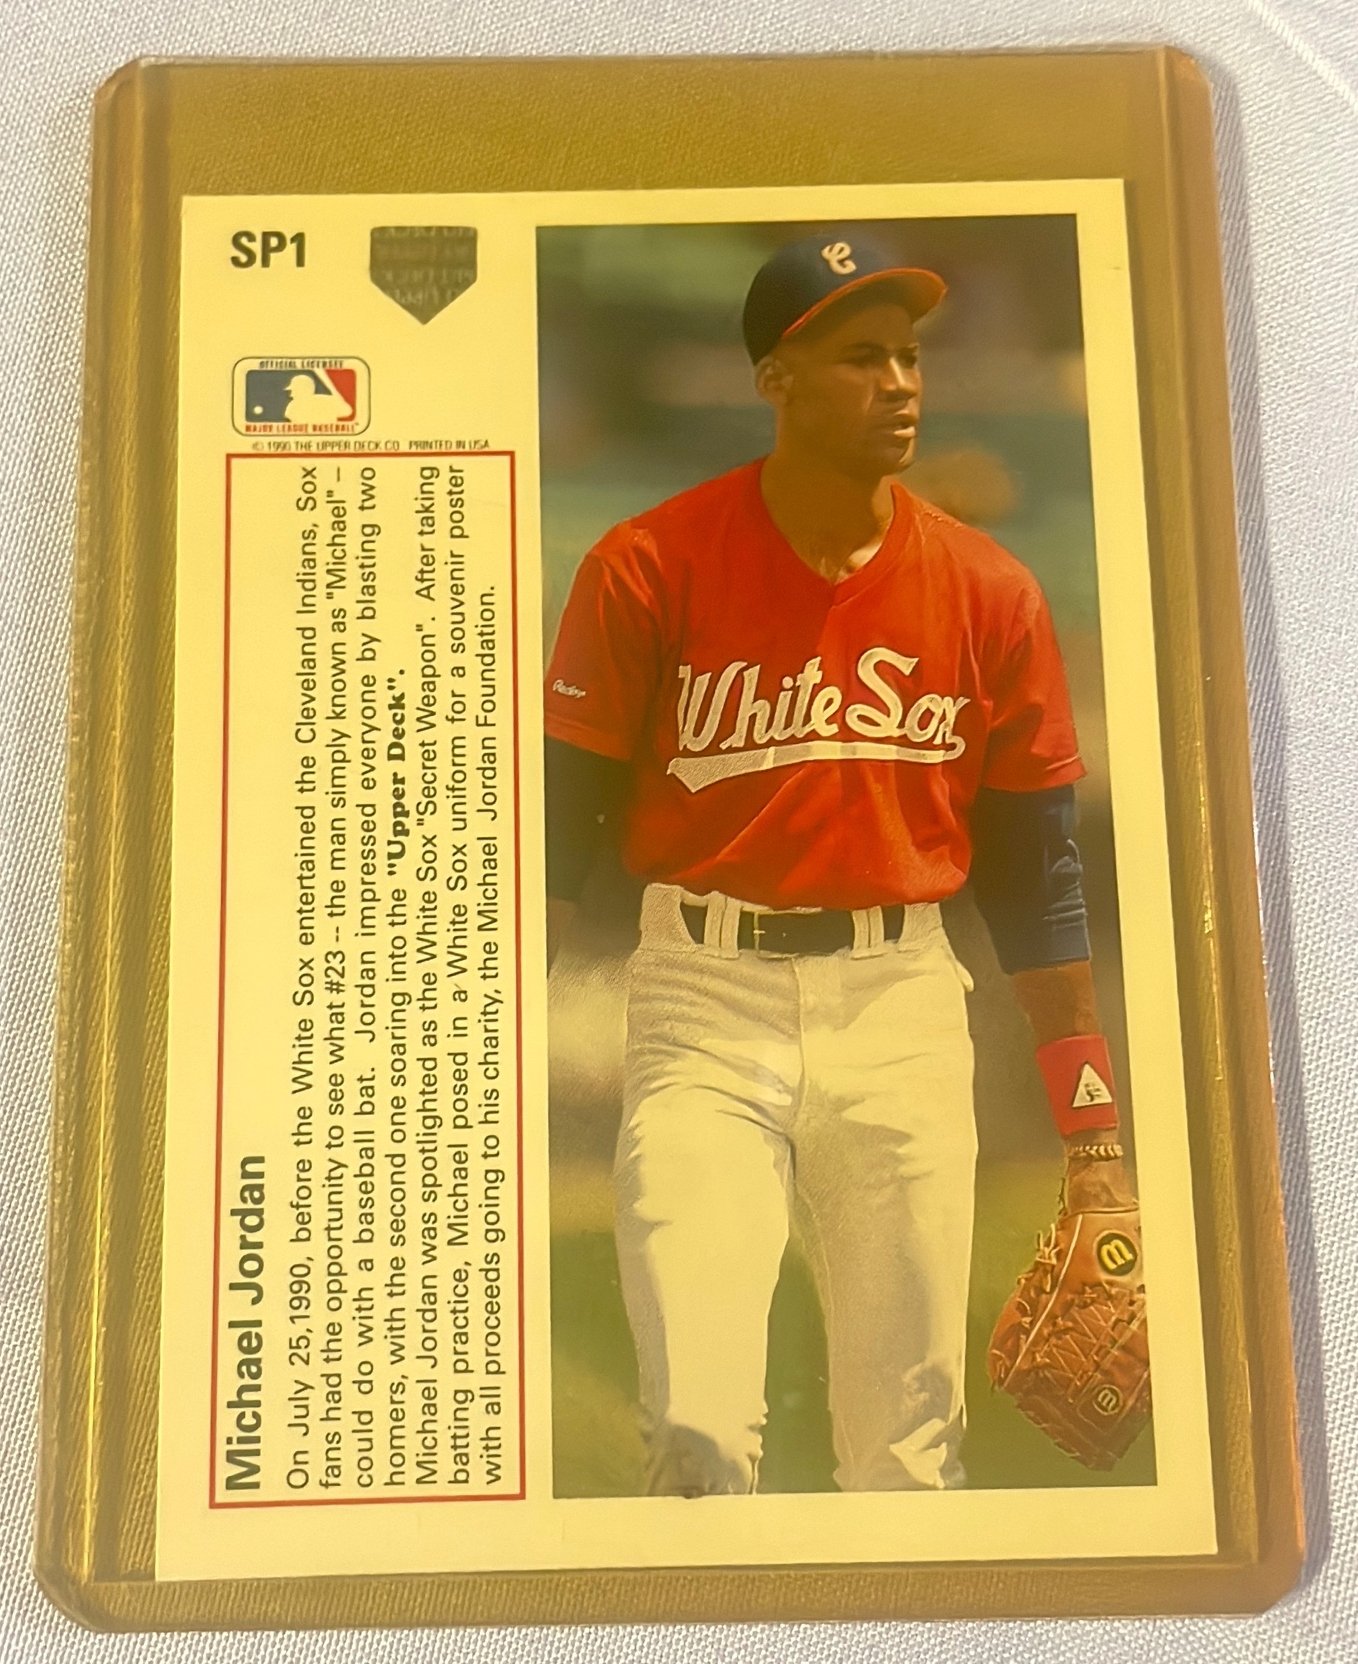 SP1
OFFICIAL LICENSEE
MAJOR LEAGUE BASEBALL
© 1990 THE UPPER DECK CO. PRINTED IN USA
Michael Jordan
On July 25,1990, before the White Sox entertained the Cleveland Indians, Sox
fans had the opportunity to see what #23 -- the man simply known as "Michael" –
could do with a baseball bat. Jordan impressed everyone by blasting two
homers, with the second one soaring into the "Upper Deck".
Michael Jordan was spotlighted as the White Sox "Secret Weapon". After taking
batting practice, Michael posed in a White Sox uniform for a souvenir poster
with all proceeds going to his charity, the Michael Jordan Foundation.
C
White Sox